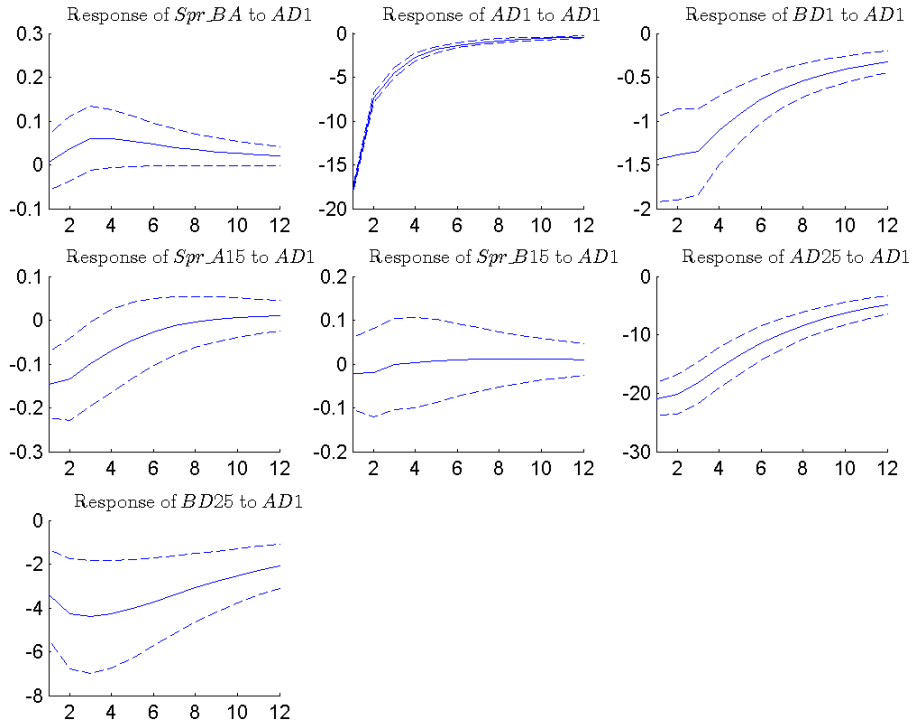 Response of Spr_BA to AD1
Response of AD1 to AD1
Response of BD1 to AD1
0.3
0.2
0.1
0
-0.1
2 4 6 8 10 12
0
-5
-10
-15
-20
2 4 6 8 10 12
0
-0.5
-1
-1.5
-2
2 4 6 8 10 12
Response of Spr_A15 to AD1
Response of Spr_B15 to AD1
Response of AD25 to AD1
0.1
0
-0.1
-0.2
-0.3
2 4 6 8 10 12
0.2
0.1
0
-0.1
-0.2
2 4 6 8 10 12
0
-10
-20
-30
2 4 6 8 10 12
Response of BD25 to AD1
0
-2
-4
-6
-8
2 4 6 8 10 12